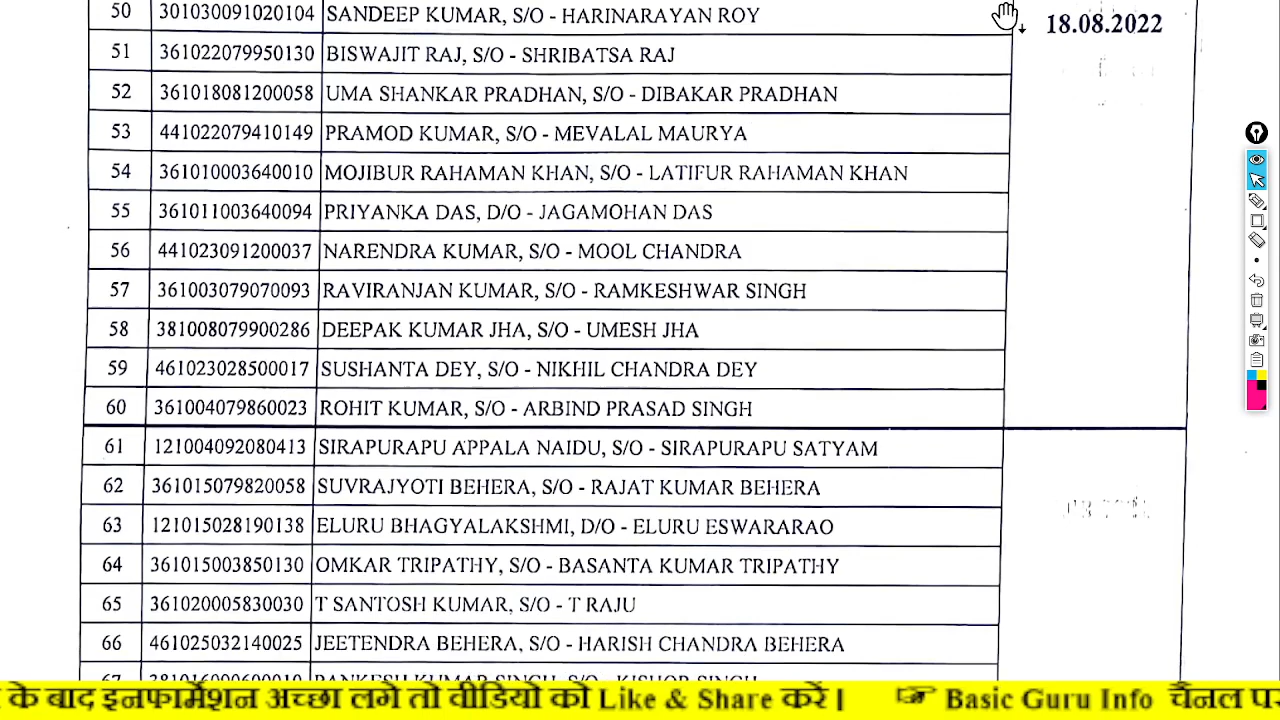 50 301030091020104 SANDEEP KUMAR, S/O - HARINARAYAN ROY
18.08.2022
51 361022079950130 BISWAJIT RAJ, S/O - SHRIBATSA RAJ
52 361018081200058 UMA SHANKAR PRADHAN, S/O - DIBAKAR PRADHAN
53 441022079410149 PRAMOD KUMAR, S/O - MEVALAL MAURYA
54 361010003640010 MOJIBUR RAHAMAN KHAN, S/O - LATIFUR RAHAMAN KHAN
55 361011003640094 PRIYANKA DAS, D/O - JAGAMOHAN DAS
56 441023091200037 NARENDRA KUMAR, S/O - MOOL CHANDRA
57 361003079070093 RAVIRANJAN KUMAR, S/O - RAMKESHWAR SINGH
58 381008079900286 DEEPAK KUMAR JHA, S/O - UMESH JHA
59 461023028500017 SUSHANTA DEY, S/O - NIKHIL CHANDRA DEY
60 361004079860023 ROHIT KUMAR, S/O - ARBIND PRASAD SINGH
61 121004092080413 SIRAPURAPU APPALA NAIDU, S/O - SIRAPURAPU SATYAM
62 361015079820058 SUVRAJYOTI BEHERA, S/O - RAJAT KUMAR BEHERA
63 121015028190138 ELURU BHAGYALAKSHMI, D/O - ELURU ESWARARAO
64 361015003850130 OMKAR TRIPATHY, S/O - BASANTA KUMAR TRIPATHY
65 361020005830030 T SANTOSH KUMAR, S/O - T RAJU
66 461025032140025 JEETENDRA BEHERA, S/O - HARISH CHANDRA BEHERA
67 KUMAR SINGH, S/O - KISHOR SINGH
के बाद इनफार्मेशन अच्छा लगे तो वीडियो को Like & Share करें। ☞ Basic Guru Info चैनल पर